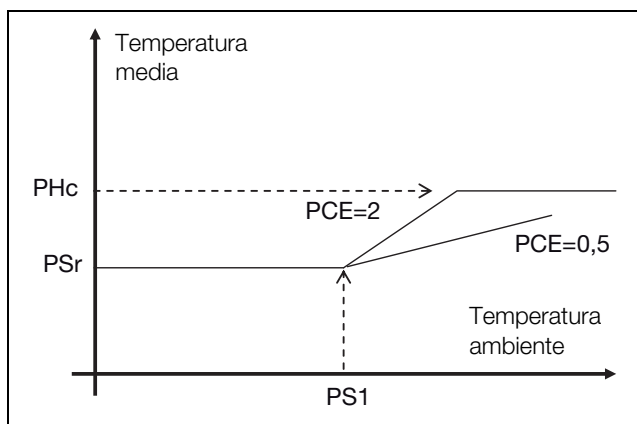 Temperatura
media
PHc
PCE=2
PCE=0,5
PSr
Temperatura
ambiente
PS1